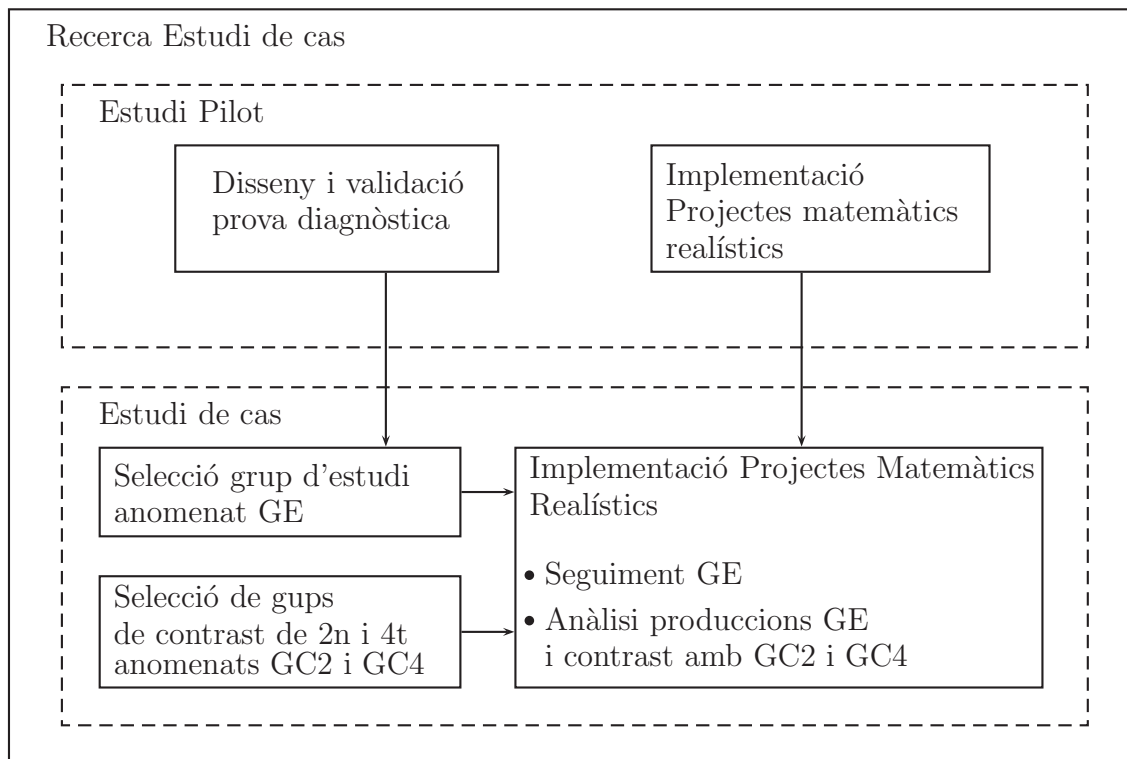 Recerca Estudi de cas
Estudi Pilot
Disseny i validació
prova diagnòstica
Implementació
Projectes matemàtics
realístics
Estudi de cas
Selecció grup d'estudi
anomenat GE
Selecció de gups
de contrast de 2n i 4t
anomenats GC2 i GC4
Implementació Projectes Matemàtics
Realístics
• Seguiment GE
• Anàlisi produccions GE
i contrast amb GC2 i GC4